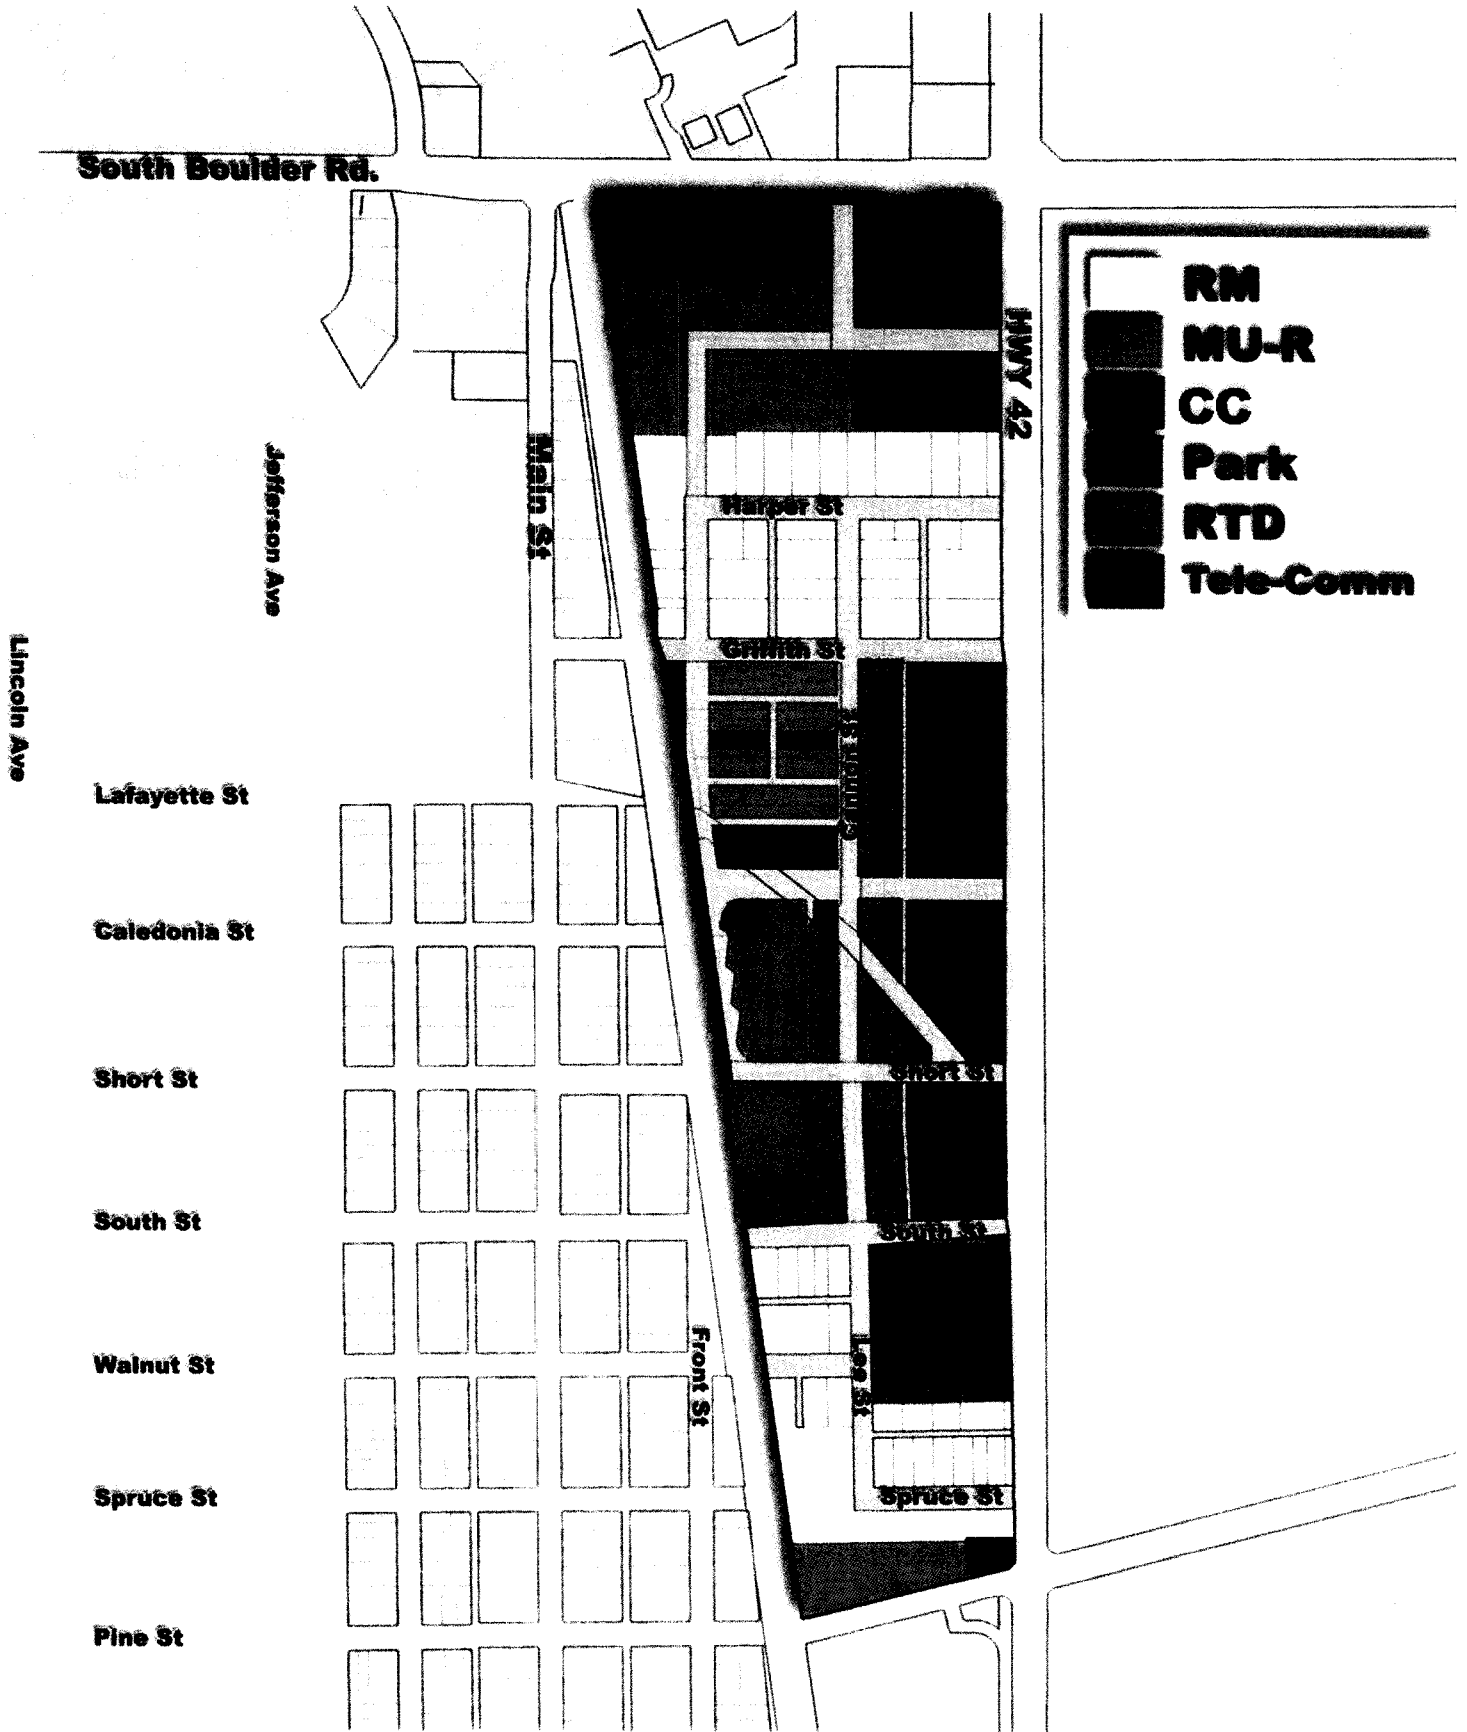 South Boulder Rd.
RM
MU-R
CC
Park
RTD
Tele-Comm
HWY 42
Main St
Jefferson Ave
Lincoln Ave
Harper St
Griffith St
Cannon St
Lafayette St
Caledonia St
Short St
Short St
South St
South St
Walnut St
Front St
Lee St
Spruce St
Spruce St
Pine St